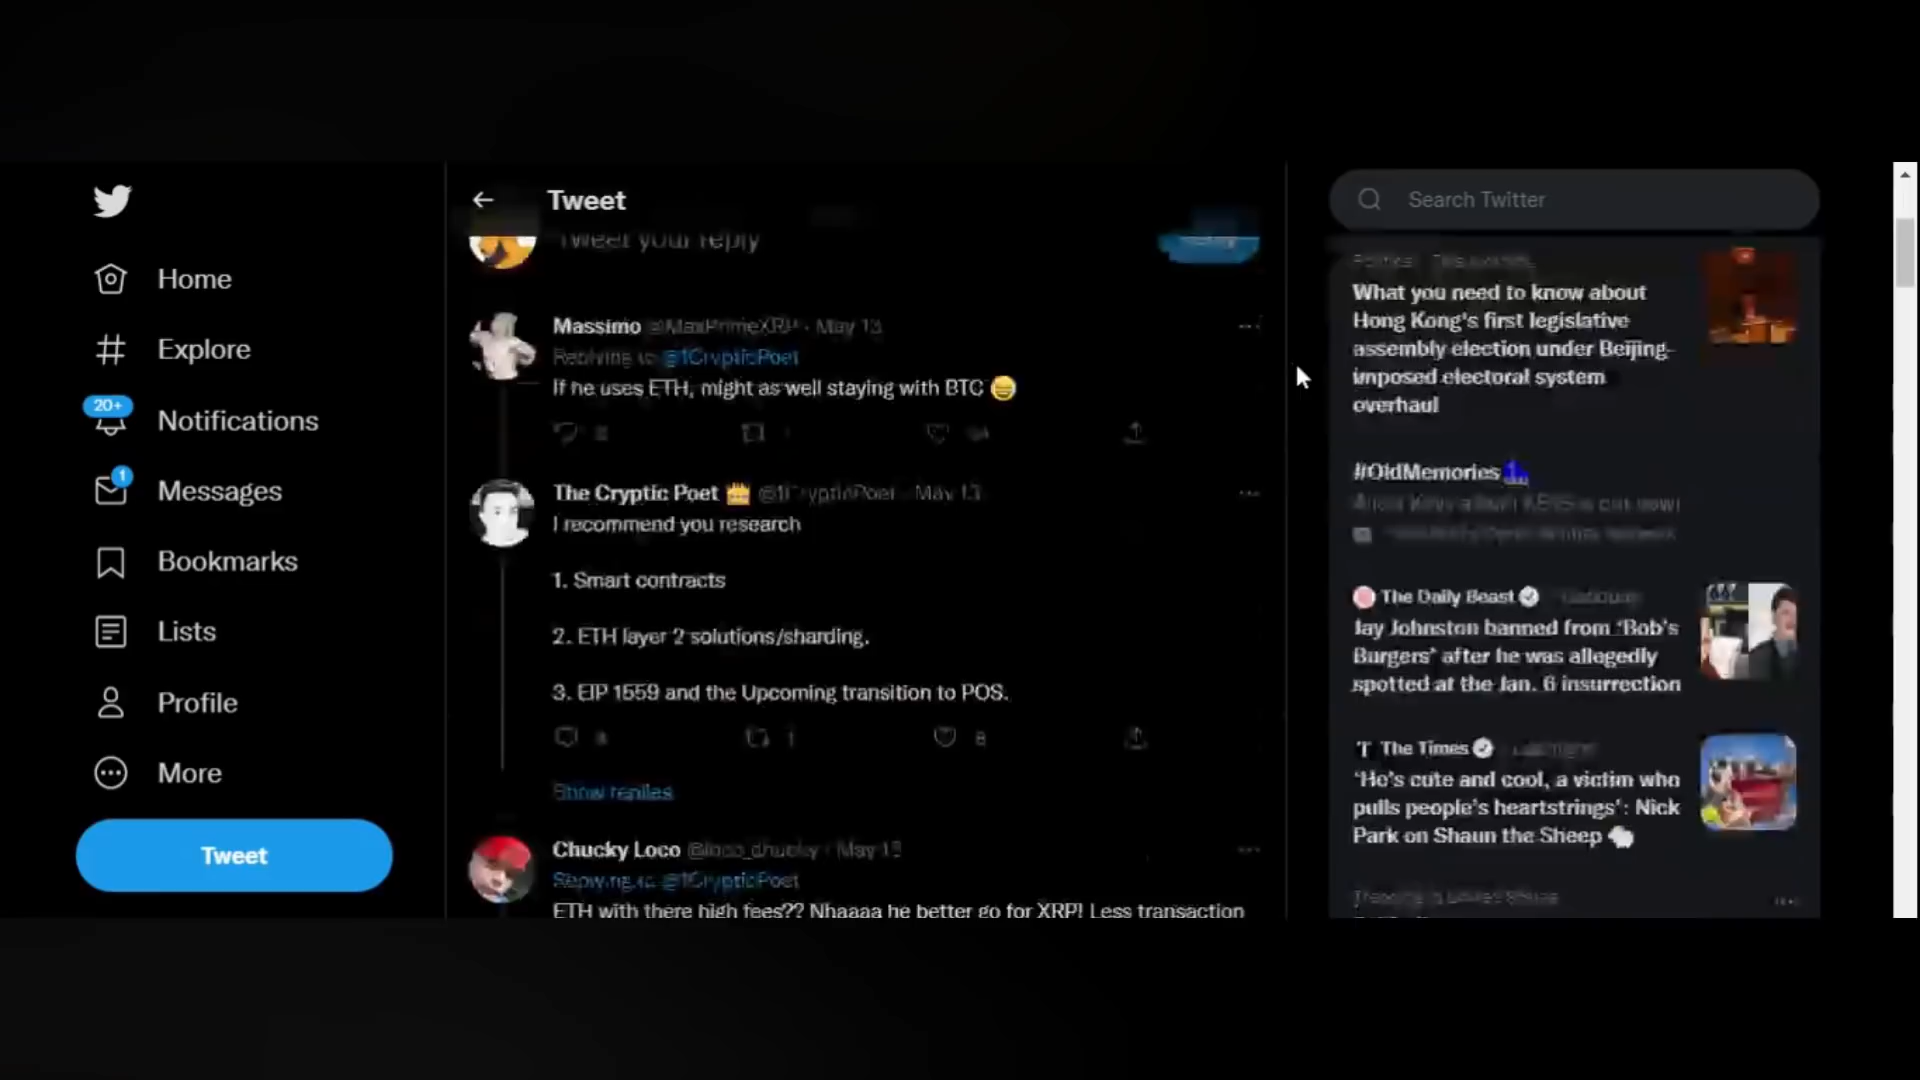 Home
Explore
20+
Notifications
1
Messages
Bookmarks
Lists
Profile
More
Tweet
Tweet
Tweet your reply
Massimo @MaxPrimeXRP · May 13
Replying to @1CrypticPoet
If he uses ETH, might as well staying with BTC 😄
The Cryptic Poet 👑 @1CrypticPoet · May 13
I recommend you research
1. Smart contracts
2. ETH layer 2 solutions/sharding.
3. EIP 1559 and the Upcoming transition to POS.
1
8
Show replies
Chucky Loco @loco_chucky · May 13
Replying to @1CrypticPoet
ETH with there high fees?? Nhaaaa he better go for XRP! Less transaction
Search Twitter
What you need to know about
Hong Kong's first legislative
assembly election under Beijing-
imposed electoral system
overhaul
#OldMemories
The Daily Beast
Jay Johnston banned from 'Bob's
Burgers' after he was allegedly
spotted at the Jan. 6 insurrection
The Times
'He's cute and cool, a victim who
pulls people's heartstrings': Nick
Park on Shaun the Sheep 🐑
Trending in United States